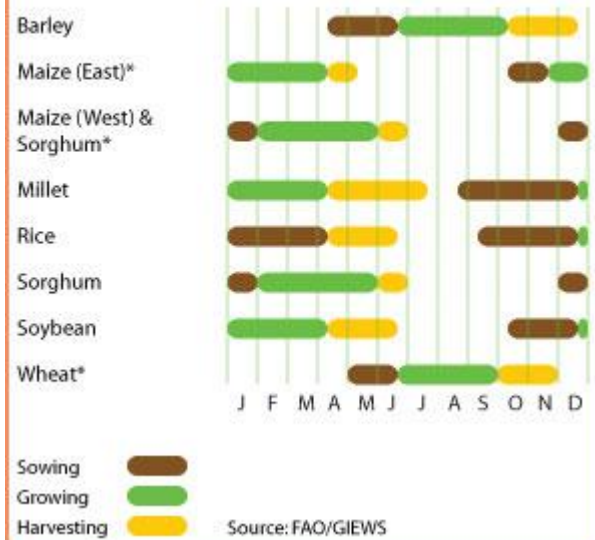 Barley
Maize (East)*
Maize (West) &
Sorghum*
Millet
Rice
Sorghum
Soybean
Wheat*
J F M A M J J A S O N D
Sowing
Growing
Harvesting
Source: FAO/GIEWS